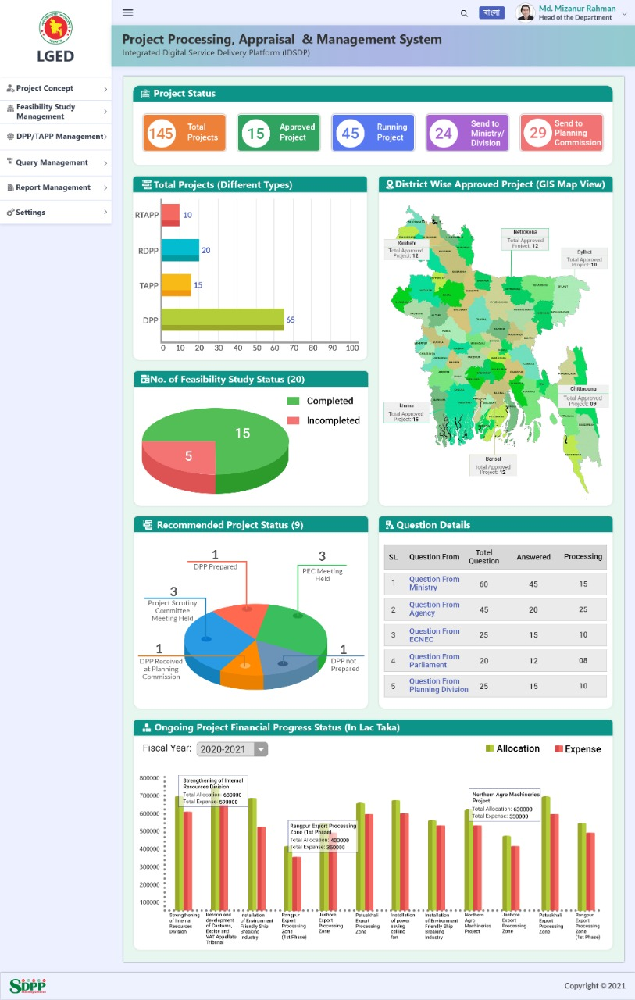 LGED
বাংলা
Md. Mizanur Rahman
Head of the Department
Project Processing, Appraisal & Management System
Integrated Digital Service Delivery Platform (IDSDP)
Project Concept
Feasibility Study
Management
DPP/TAPP Management
Query Management
Report Management
Settings
Project Status
145
Total
Projects
15
Approved
Project
45
Running
Project
24
Send to
Ministry/
Division
29
Send to
Planning
Commission
Total Projects (Different Types)
RTAPP 10
RDPP 20
TAPP 15
DPP 65
0 10 20 30 40 50 60 70 80 90 100
District Wise Approved Project (GIS Map View)
Rajshahi
Total Approved
Project: 12
Netrokona
Total Approved
Project: 12
Sylhet
Total Approved
Project: 10
Chittagong
Total Approved
Project: 09
khulna
Total Approved
Project: 15
Barisal
Total Approved
Project: 12
No. of Feasibility Study Status (20)
Completed
Incompleted
15
5
Recommended Project Status (9)
1
DPP Prepared
3
PEC Meeting
Held
3
Project Scrutiny
Committee
Meeting Held
1
DPP Received
at Planning
Commission
1
DPP not
Prepared
Question Details
SL Question From Totel Question Answered Processing
1 Question From Ministry 60 45 15
2 Question From Agency 45 20 25
3 Question From ECNEC 25 15 10
4 Question From Parliament 20 12 08
5 Question From Planning Division 25 15 10
Ongoing Project Financial Progress Status (In Lac Taka)
Fiscal Year: 2020-2021
Allocation Expense
800000
700000
600000
500000
400000
300000
200000
100000
Strengthening of Internal
Resources Division
Total Allocation: 680000
Total Expense: 590000
Rangpur Export Processing
Zone (1st Phase)
Total Allocation: 400000
Total Expense: 350000
Northern Agro Machineries
Project
Total Allocation: 630000
Total Expense: 550000
Strengthening
of Internal
Resources
Division
Reform and
development
of Customs,
Excise and
VAT Appellate
Tribunal
Installation
of Environment
Friendly Ship
Breaking
Industry
Rangpur
Export
Processing
Zone
(1st Phase)
Jashore
Export
Processing
Zone
Patuakhali
Export
Processing
Zone
Installation
of power
saving
celling
fan
Installation
of Environment
Friendly Ship
Breaking
Industry
Northern
Agro
Machineries
Project
Jashore
Export
Processing
Zone
Patuakhali
Export
Processing
Zone
Rangpur
Export
Processing
Zone
(1st Phase)
SDPP
Copyright © 2021